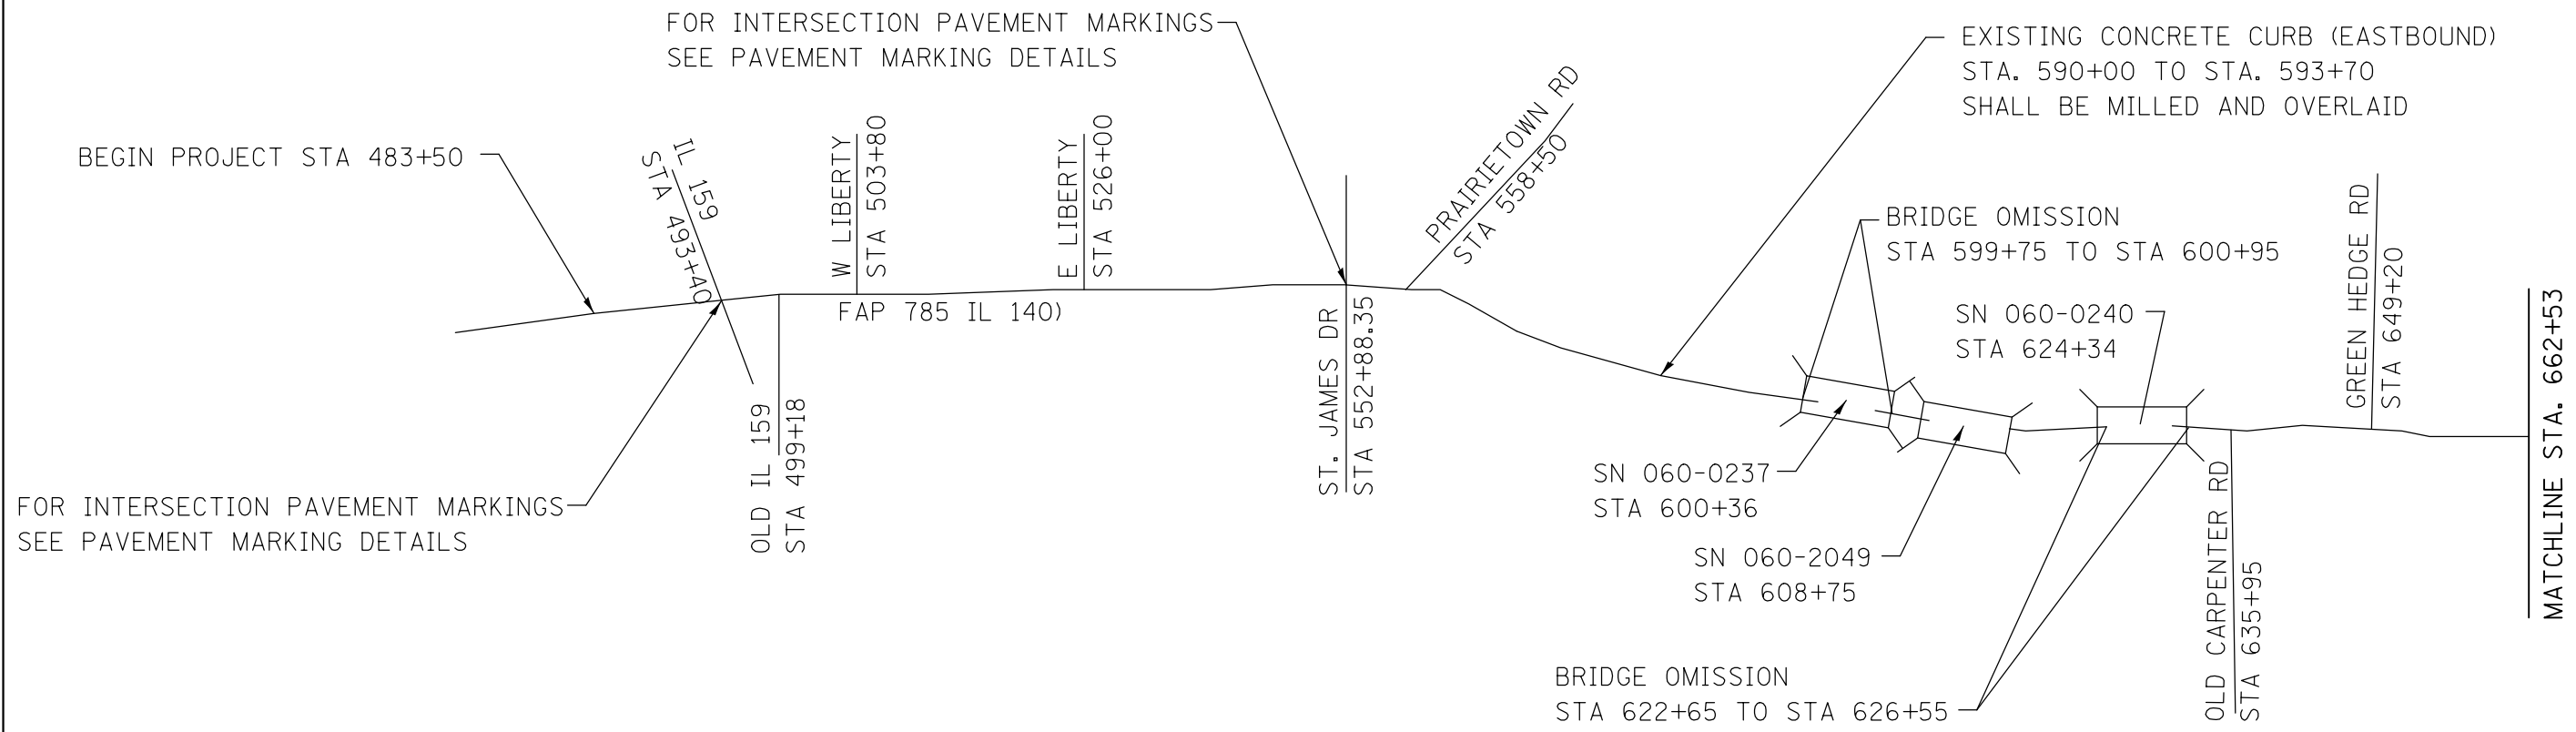 FOR INTERSECTION PAVEMENT MARKINGS
SEE PAVEMENT MARKING DETAILS
EXISTING CONCRETE CURB (EASTBOUND)
STA. 590+00 TO STA. 593+70
SHALL BE MILLED AND OVERLAID
BEGIN PROJECT STA 483+50
IL 159
STA 493+40
W LIBERTY
STA 503+80
E LIBERTY
STA 526+00
PRAIRIETOWN RD
STA 558+50
BRIDGE OMISSION
STA 599+75 TO STA 600+95
GREEN HEDGE RD
STA 649+20
FAP 785 IL 140)
SN 060-0240
STA 624+34
MATCHLINE STA. 662+53
OLD IL 159
STA 499+18
ST. JAMES DR
STA 552+88.35
FOR INTERSECTION PAVEMENT MARKINGS
SEE PAVEMENT MARKING DETAILS
SN 060-0237
STA 600+36
SN 060-2049
STA 608+75
OLD CARPENTER RD
STA 635+95
BRIDGE OMISSION
STA 622+65 TO STA 626+55